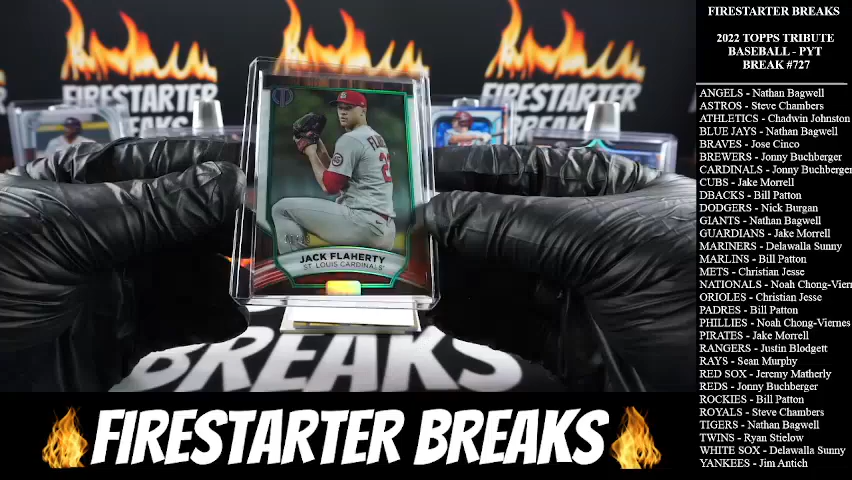 FIRESTARTER BREAKS
2022 TOPPS TRIBUTE
BASEBALL - PYT
BREAK #727
ANGELS - Nathan Bagwell
ASTROS - Steve Chambers
ATHLETICS - Chadwin Johnston
BLUE JAYS - Nathan Bagwell
BRAVES - Jose Cinco
BREWERS - Jonny Buchberger
CARDINALS - Jonny Buchberger
CUBS - Jake Morrell
DBACKS - Bill Patton
DODGERS - Nick Burgan
GIANTS - Nathan Bagwell
GUARDIANS - Jake Morrell
MARINERS - Delawalla Sunny
MARLINS - Bill Patton
METS - Christian Jesse
NATIONALS - Noah Chong-Viern
ORIOLES - Christian Jesse
PADRES - Bill Patton
PHILLIES - Noah Chong-Viernes
PIRATES - Jake Morrell
RANGERS - Justin Blodgett
RAYS - Sean Murphy
RED SOX - Jeremy Matherly
REDS - Jonny Buchberger
ROCKIES - Bill Patton
ROYALS - Steve Chambers
TIGERS - Nathan Bagwell
TWINS - Ryan Stielow
WHITE SOX - Delawalla Sunny
YANKEES - Jim Antich
FIRESTARTER
BREAKS
FIRESTARTER
JACK FLAHERTY
ST. LOUIS CARDINALS
BREAKS
FIRESTARTER BREAKS